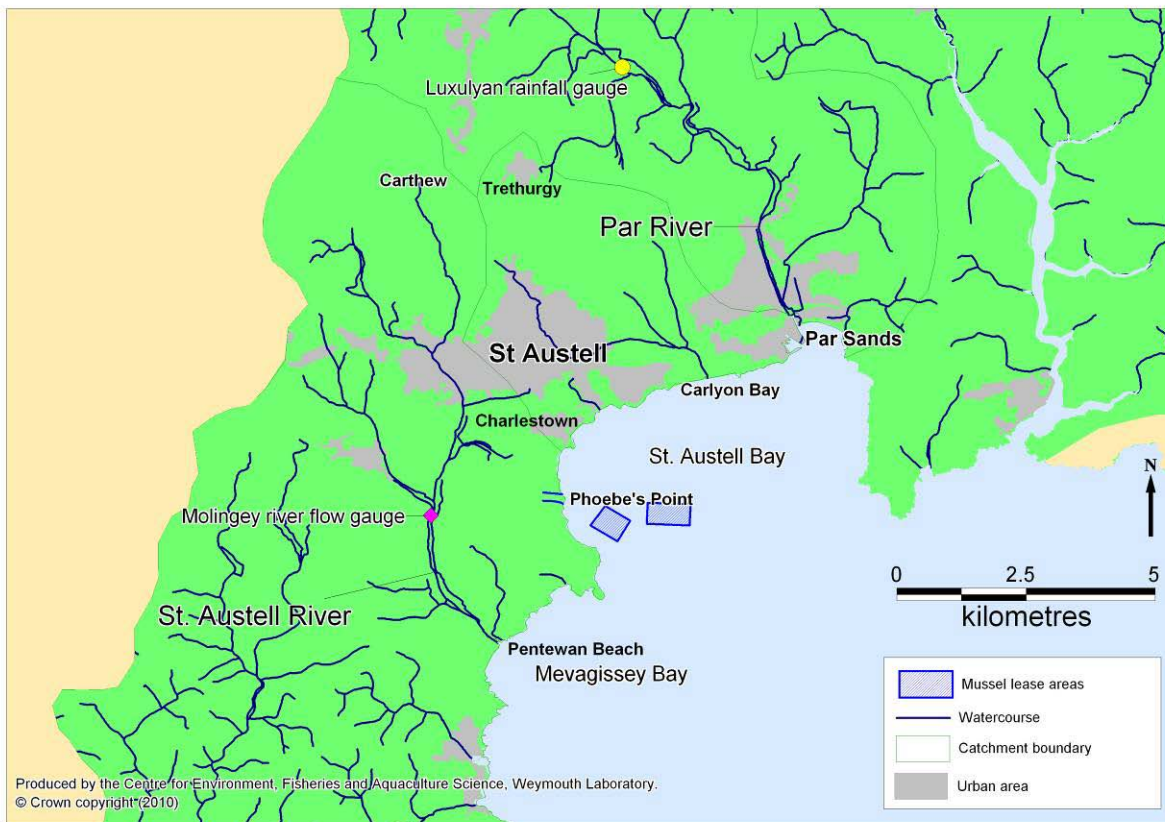 Luxulyan rainfall gauge
Carthew
Trethurgy
Par River
St Austell
Par Sands
Carlyon Bay
Charlestown
St. Austell Bay
Phoebe's Point
Molingey river flow gauge
N
0 2.5 5
kilometres
St. Austell River
Pentewan Beach
Mevagissey Bay
Mussel lease areas
Watercourse
Catchment boundary
Urban area
Produced by the Centre for Environment, Fisheries and Aquaculture Science, Weymouth Laboratory.
© Crown copyright (2010)